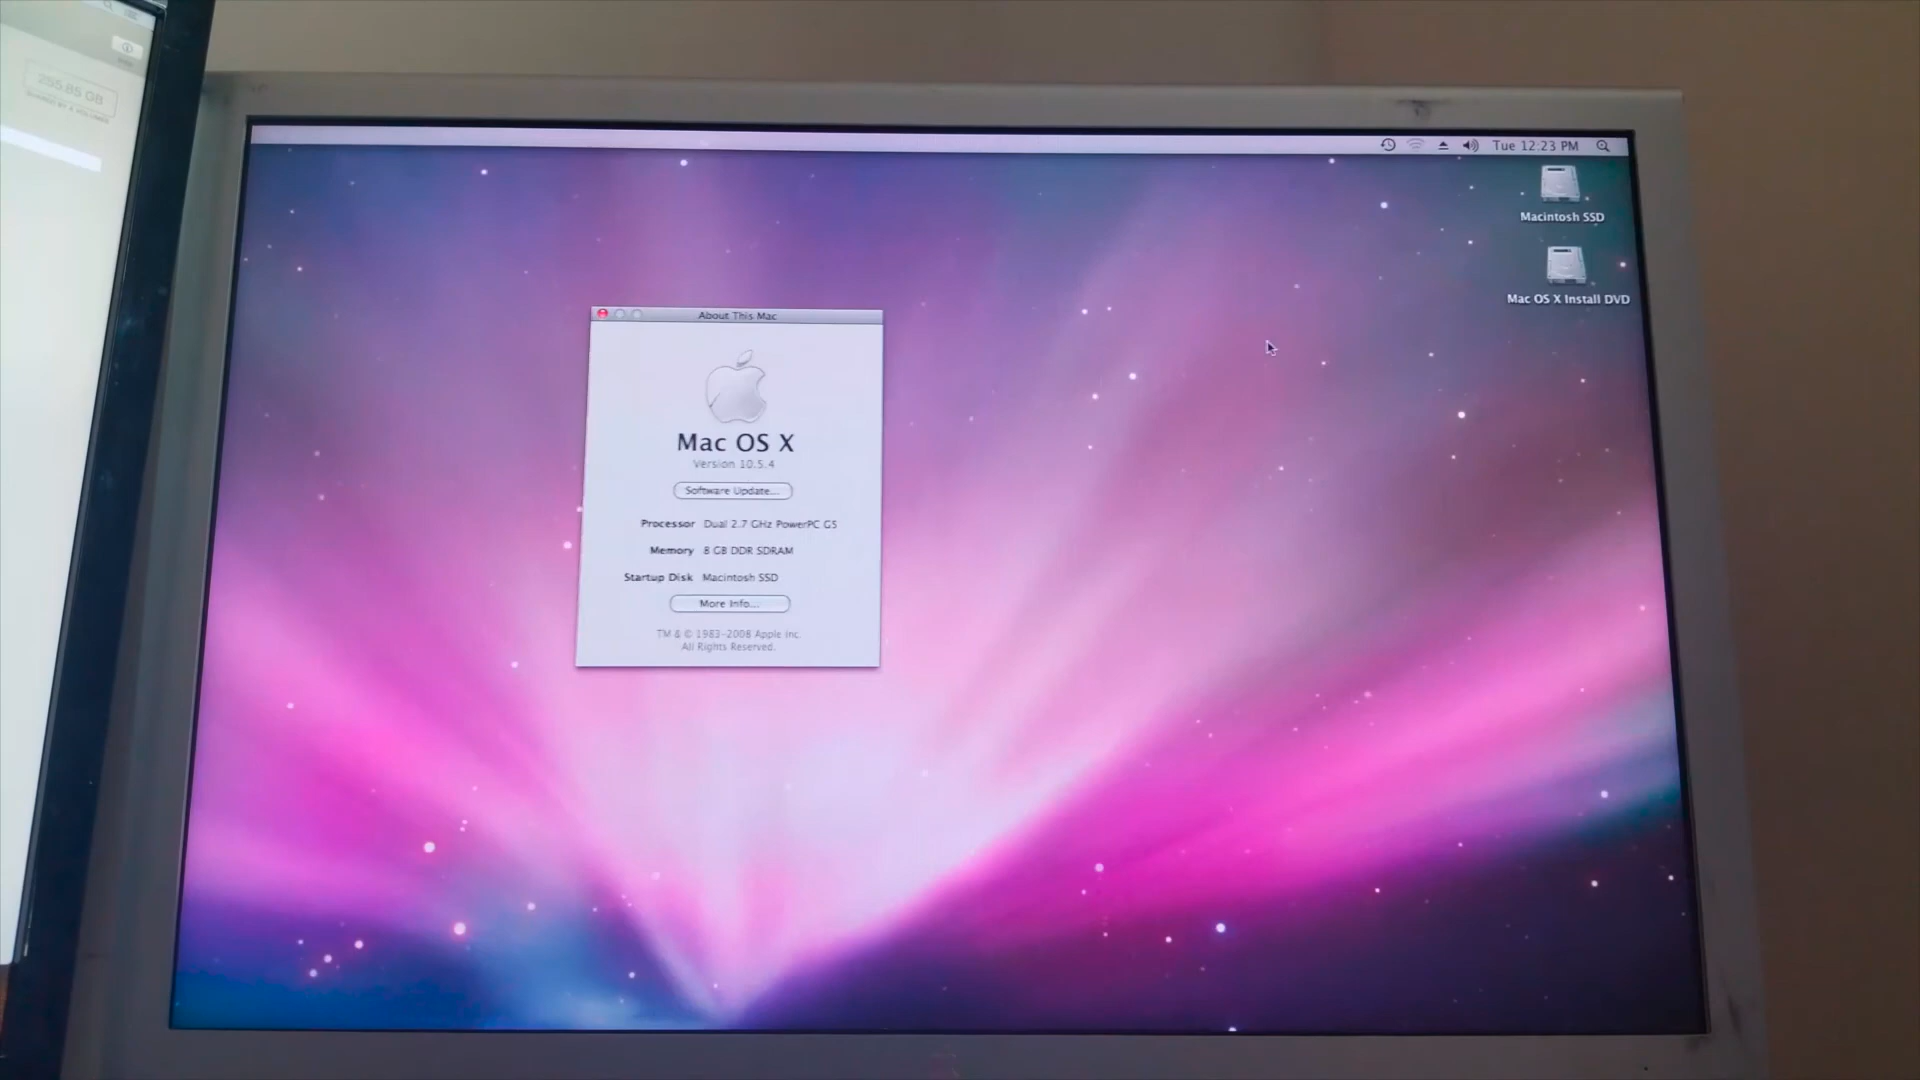 255.85 GB
Tue 12:23 PM
Macintosh SSD
Mac OS X Install DVD
About This Mac
Mac OS X
Version 10.5.4
Software Update...
Processor Dual 2.7 GHz PowerPC G5
Memory 8 GB DDR SDRAM
Startup Disk Macintosh SSD
More Info...
TM & © 1983-2008 Apple Inc.
All Rights Reserved.